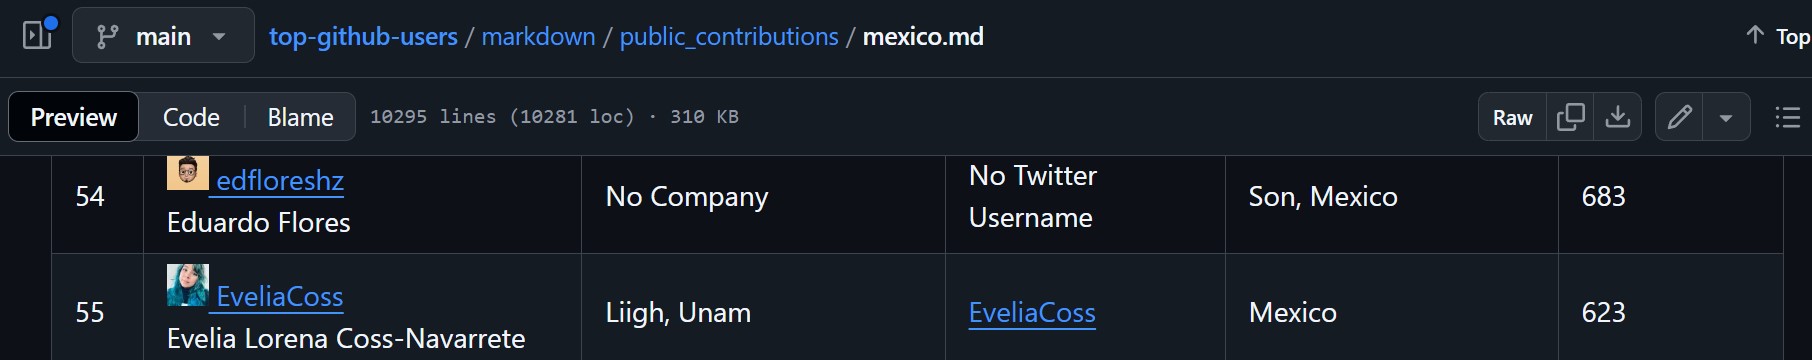 main top-github-users / markdown / public_contributions / mexico.md Top
Preview Code Blame 10295 lines (10281 loc) · 310 KB Raw
54 edfloreshz Eduardo Flores No Company No Twitter Username Son, Mexico 683
55 EveliaCoss Evelia Lorena Coss-Navarrete Liigh, Unam EveliaCoss Mexico 623